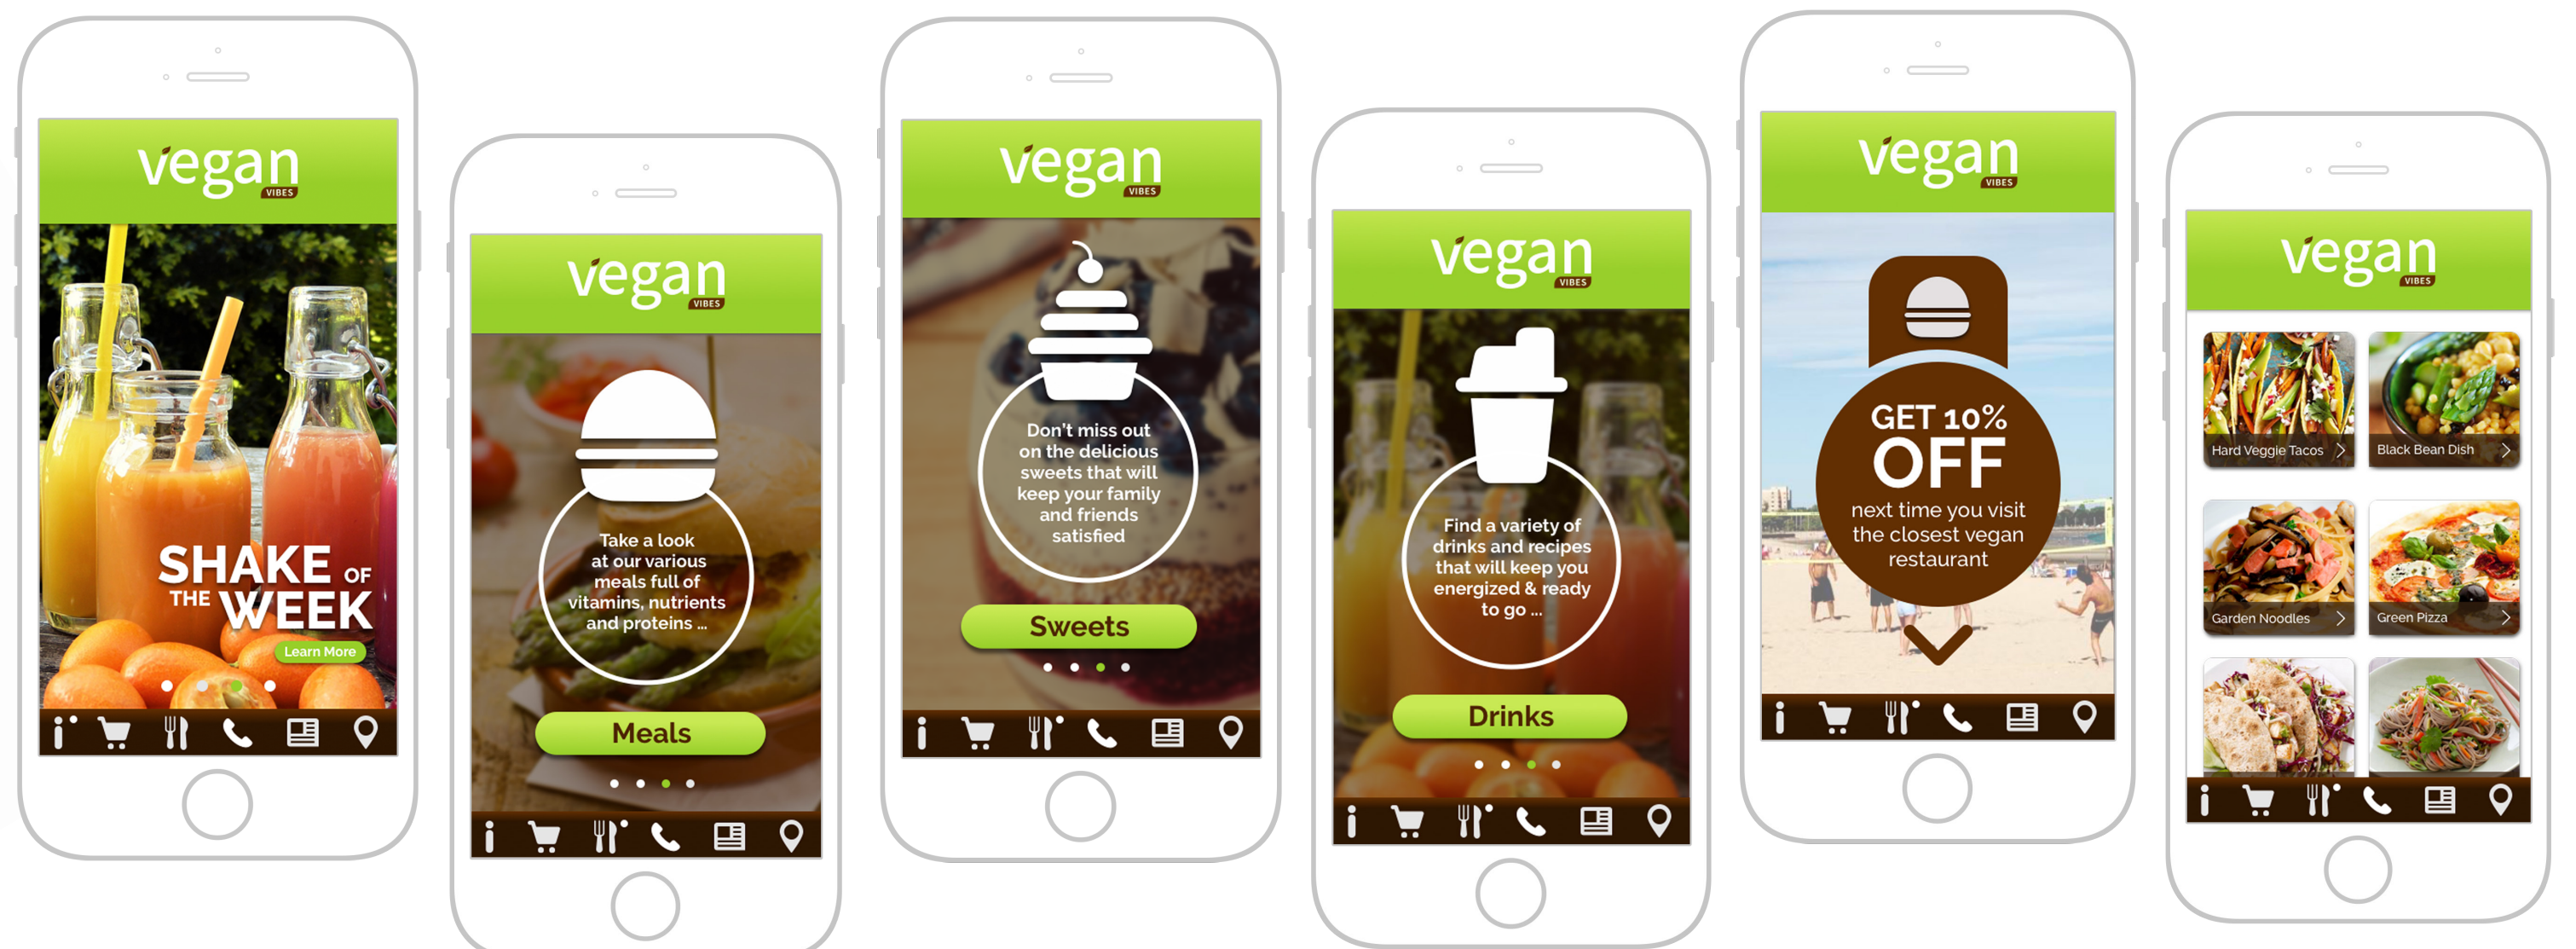 vegan
VIBES
SHAKE OF
THE WEEK
Learn More
vegan
VIBES
Take a look
at our various
meals full of
vitamins, nutrients
and proteins ...
Meals
vegan
VIBES
Don't miss out
on the delicious
sweets that will
keep your family
and friends
satisfied
Sweets
vegan
VIBES
Find a variety of
drinks and recipes
that will keep you
energized & ready
to go ...
Drinks
vegan
VIBES
GET 10%
OFF
next time you visit
the closest vegan
restaurant
vegan
VIBES
Hard Veggie Tacos
Black Bean Dish
Garden Noodles
Green Pizza